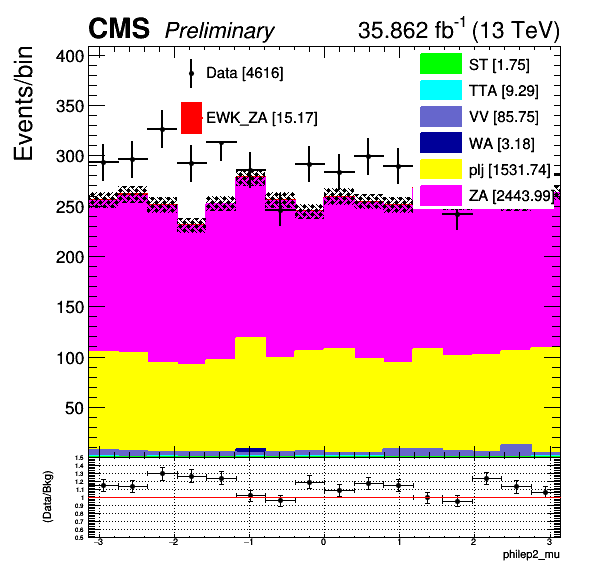 CMS Preliminary 35.862 fb-1 (13 TeV)
Events/bin
400
350
300
250
200
150
100
50
Data [4616]
EWK_ZA [15.17]
ST [1.75]
TTA [9.29]
VV [85.75]
WA [3.18]
plj [1531.74]
ZA [2443.99]
(Data/Bkg)
1.5
1.4
1.3
1.2
1.1
1
0.9
0.8
0.7
0.6
0.5
−3 −2 −1 0 1 2 3
philep2_mu